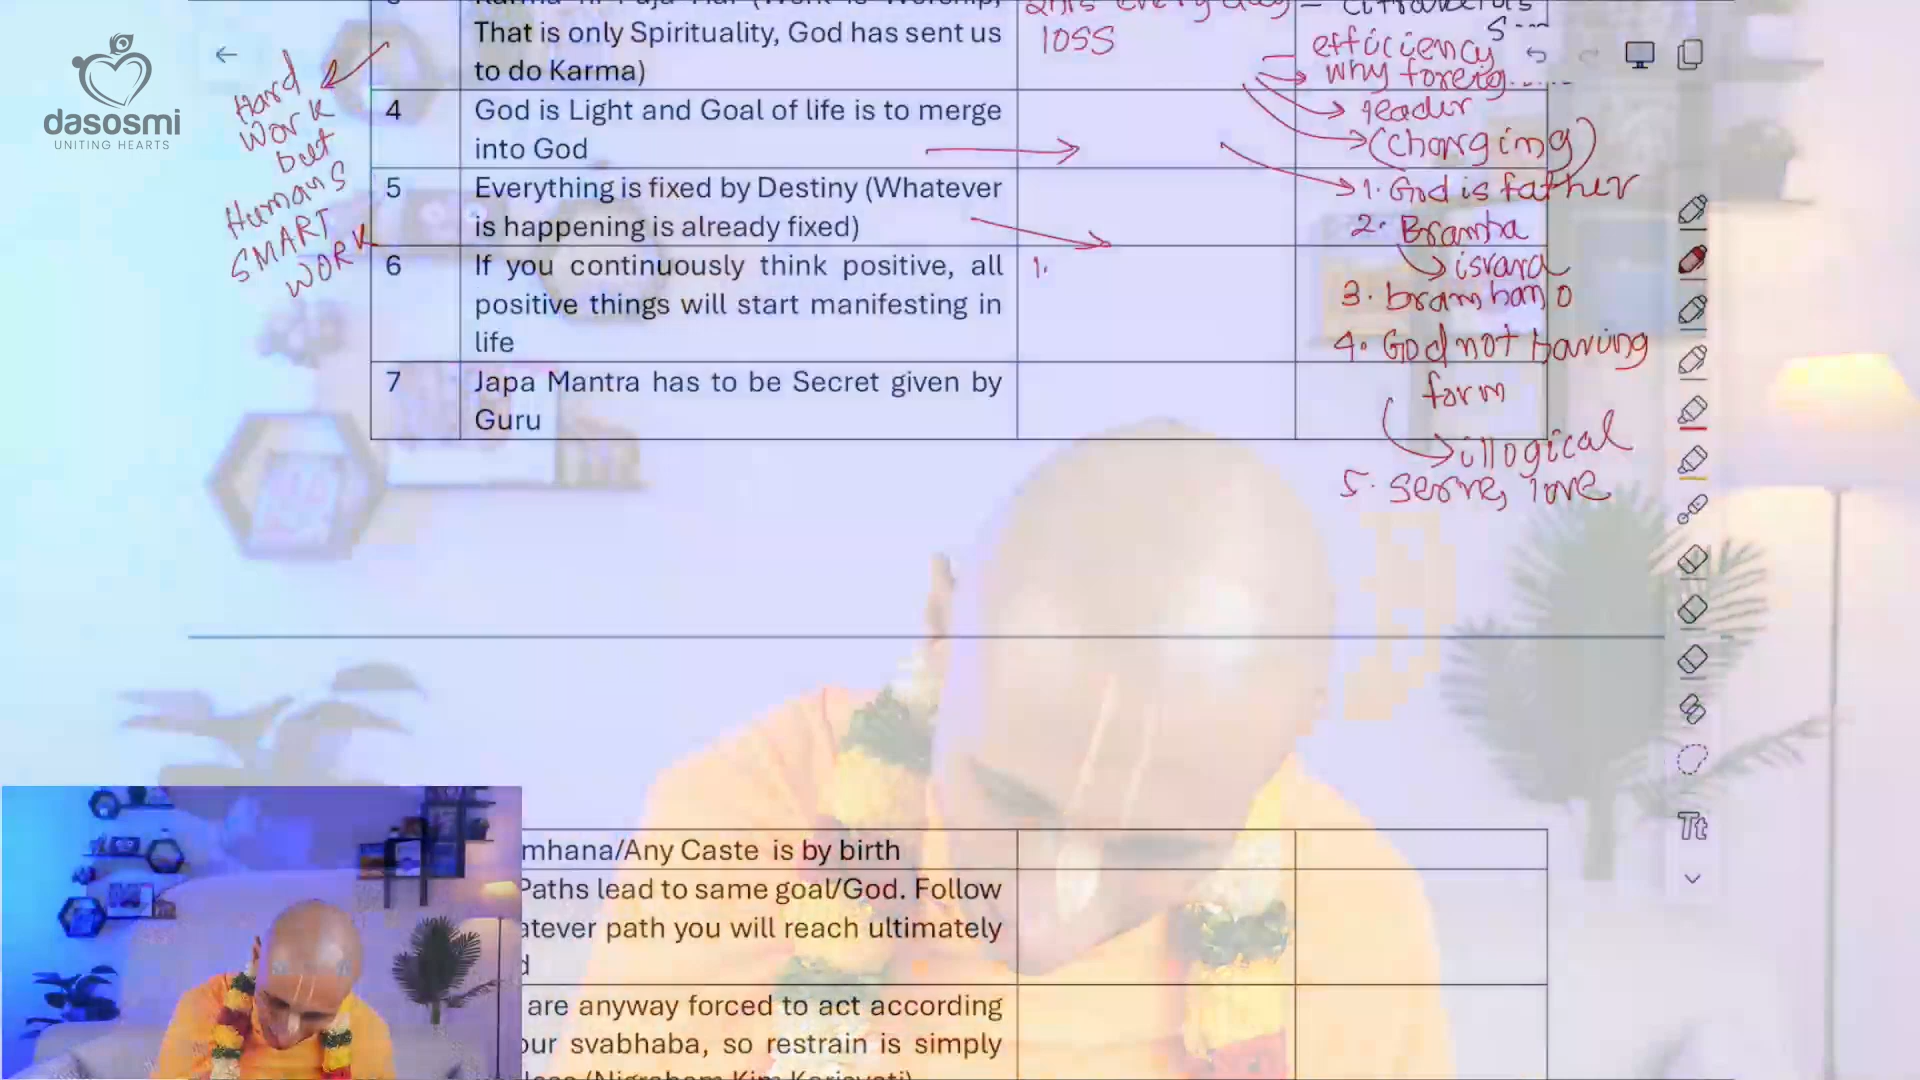 dasosmi
UNITING HEARTS
Hard
work
but
Humans
SMART
WORK
That is only Spirituality, God has sent us
to do Karma)
loss
efficiency
why
leader
(Charging)
4
God is Light and Goal of life is to merge
into God
5
Everything is fixed by Destiny (Whatever
is happening is already fixed)
6
If you continuously think positive, all
positive things will start manifesting in
life
1.
7
Japa Mantra has to be Secret given by
Guru
1. God is father
2. Bramha
isvara
3.
4. God not having
form
illogical
5. serve, love
mhana/Any Caste is by birth
Paths lead to same goal/God. Follow
atever path you will reach ultimately
d
are anyway forced to act according
our svabhaba, so restrain is simply
(Nigraham Kim Karisyati)
Tt